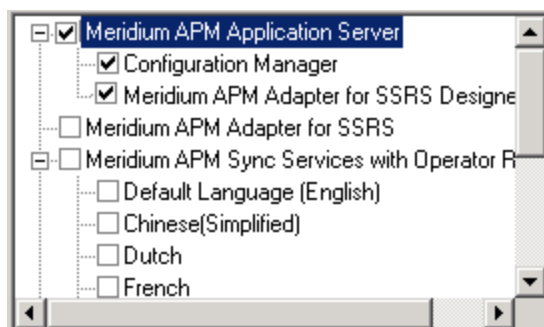 Meridium APM Application Server
Configuration Manager
Meridium APM Adapter for SSRS Designe
Meridium APM Adapter for SSRS
Meridium APM Sync Services with Operator R
Default Language (English)
Chinese(Simplified)
Dutch
French